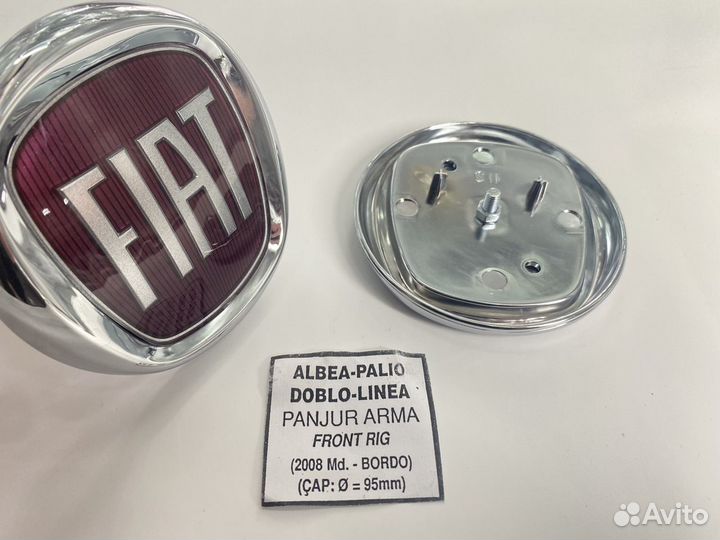 FIAT
ALBEA-PALIO
DOBLO-LINEA
PANJUR ARMA
FRONT RIG
(2008 Md. - BORDO)
(ÇAP: Ø = 95mm)
Avito